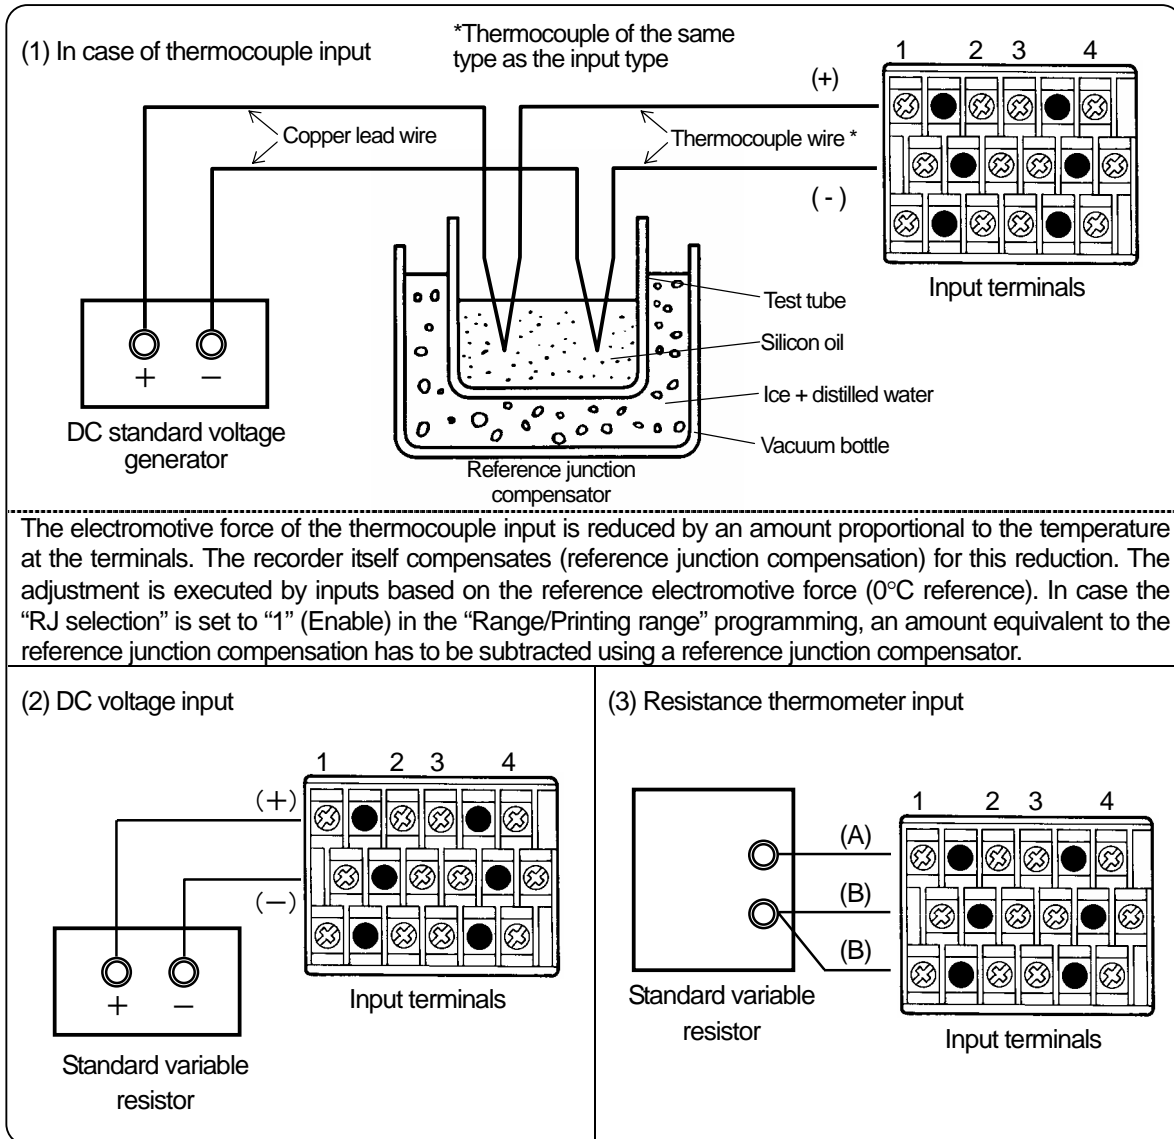 (1) In case of thermocouple input
*Thermocouple of the same
type as the input type
1 2 3 4
(+)
Copper lead wire
Thermocouple wire *
( - )
Input terminals
Test tube
Silicon oil
Ice + distilled water
Vacuum bottle
+ −
DC standard voltage
generator
Reference junction
compensator
The electromotive force of the thermocouple input is reduced by an amount proportional to the temperature
at the terminals. The recorder itself compensates (reference junction compensation) for this reduction. The
adjustment is executed by inputs based on the reference electromotive force (0°C reference). In case the
“RJ selection” is set to “1” (Enable) in the “Range/Printing range” programming, an amount equivalent to the
reference junction compensation has to be subtracted using a reference junction compensator.
(2) DC voltage input
1 2 3 4
(+)
(−)
+ −
Input terminals
Standard variable
resistor
(3) Resistance thermometer input
1 2 3 4
(A)
(B)
(B)
Standard variable
resistor
Input terminals